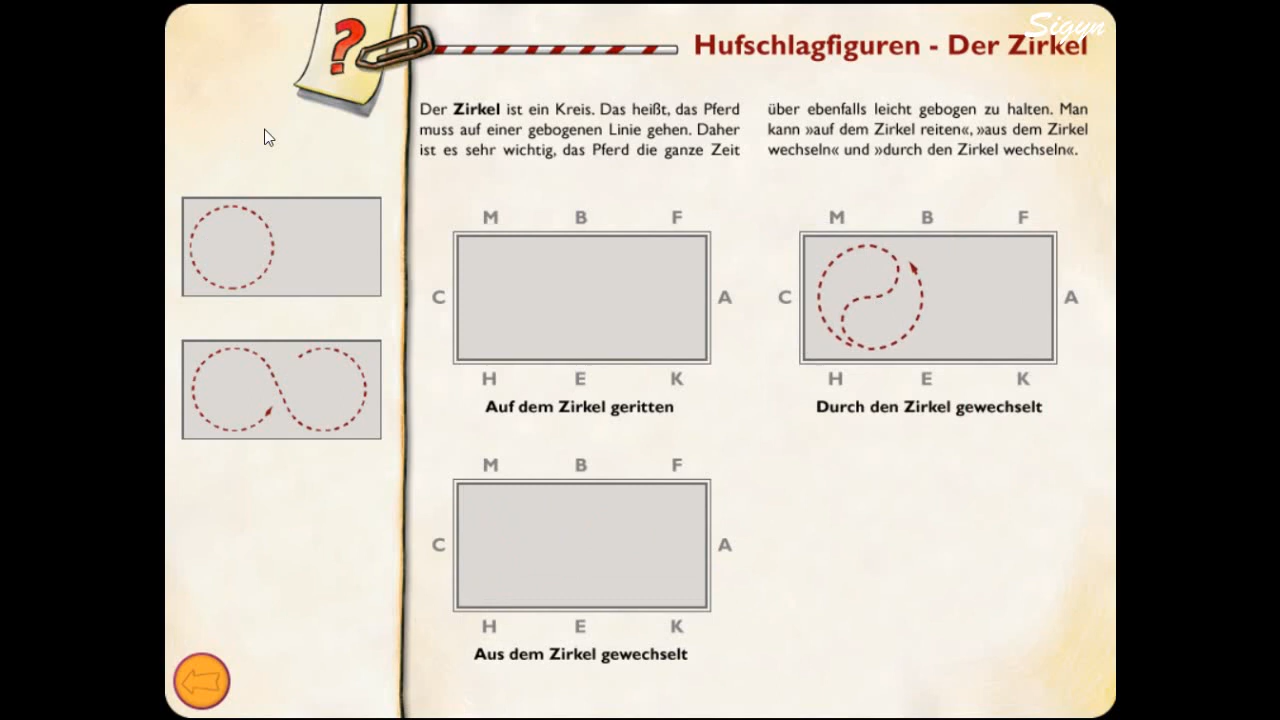 ?
Sigyn
Hufschlagfiguren - Der Zirkel
Der Zirkel ist ein Kreis. Das heißt, das Pferd
muss auf einer gebogenen Linie gehen. Daher
ist es sehr wichtig, das Pferd die ganze Zeit
über ebenfalls leicht gebogen zu halten. Man
kann »auf dem Zirkel reiten«, »aus dem Zirkel
wechseln« und »durch den Zirkel wechseln«.
M B F
C A
H E K
Auf dem Zirkel geritten
M B F
C A
H E K
Durch den Zirkel gewechselt
M B F
C A
H E K
Aus dem Zirkel gewechselt